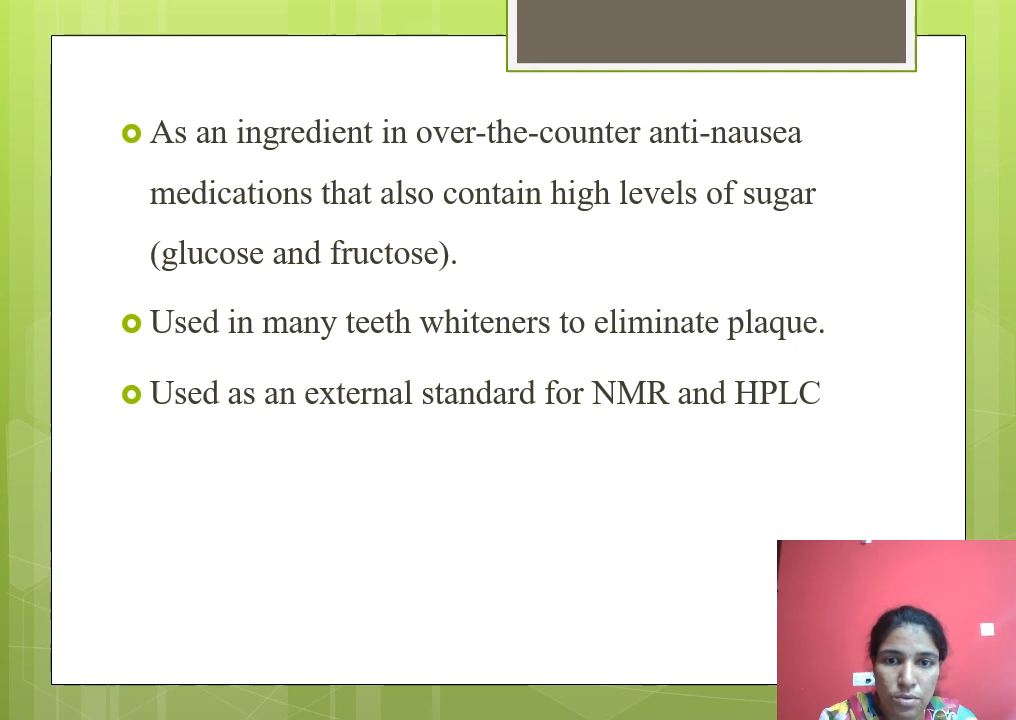 As an ingredient in over-the-counter anti-nausea
medications that also contain high levels of sugar
(glucose and fructose).
Used in many teeth whiteners to eliminate plaque.
Used as an external standard for NMR and HPLC